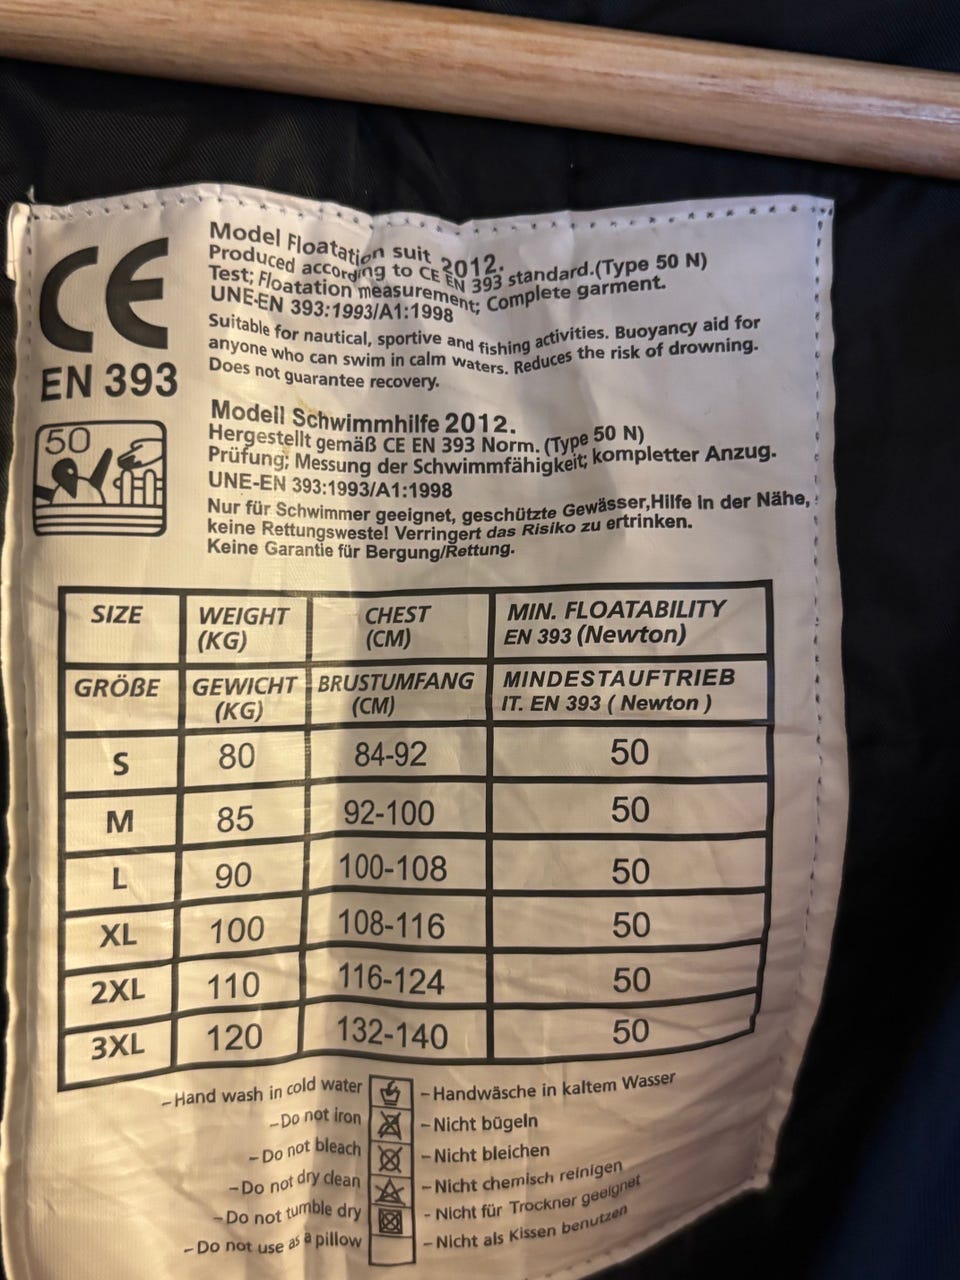 CE
EN 393
50
Model Floatation suit 2012.
Produced according to CE EN 393 standard.(Type 50 N)
Test; Floatation measurement; Complete garment.
UNE-EN 393:1993/A1:1998
Suitable for nautical, sportive and fishing activities. Buoyancy aid for
anyone who can swim in calm waters. Reduces the risk of drowning.
Does not guarantee recovery.
Modell Schwimmhilfe 2012.
Hergestellt gemäß CE EN 393 Norm. (Type 50 N)
Prüfung; Messung der Schwimmfähigkeit; kompletter Anzug.
UNE-EN 393:1993/A1:1998
Nur für Schwimmer geeignet, geschützte Gewässer,Hilfe in der Nähe,
keine Rettungsweste! Verringert das Risiko zu ertrinken.
Keine Garantie für Bergung/Rettung.
SIZE WEIGHT (KG) CHEST (CM) MIN. FLOATABILITY EN 393 (Newton)
GRÖßE GEWICHT (KG) BRUSTUMFANG (CM) MINDESTAUFTRIEB IT. EN 393 ( Newton )
S 80 84-92 50
M 85 92-100 50
L 90 100-108 50
XL 100 108-116 50
2XL 110 116-124 50
3XL 120 132-140 50
-Hand wash in cold water -Handwäsche in kaltem Wasser
-Do not iron -Nicht bügeln
-Do not bleach -Nicht bleichen
-Do not dry clean -Nicht chemisch reinigen
-Do not tumble dry -Nicht für Trockner geeignet
-Do not use as a pillow -Nicht als Kissen benutzen